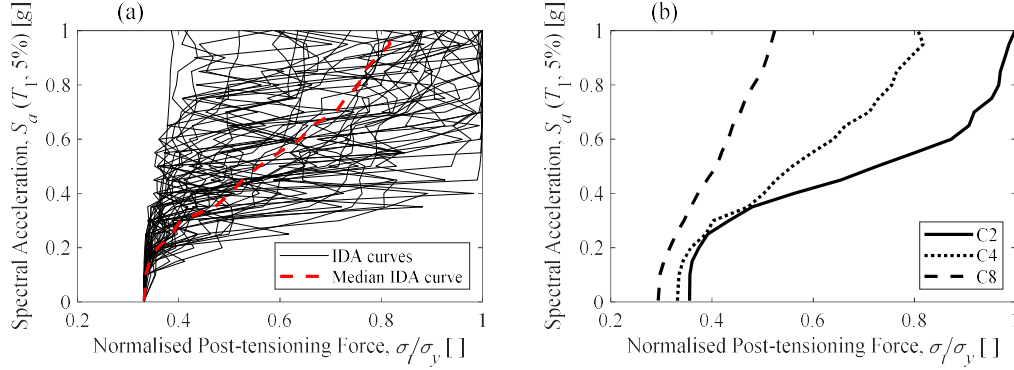 (a)
Spectral Acceleration, Sa (T1, 5%) [g]
1
0.8
0.6
0.4
0.2
0
0.2
0.4
0.6
0.8
1
IDA curves
Median IDA curve
Normalised Post-tensioning Force, σt/σy [ ]
(b)
Spectral Acceleration, Sa (T1, 5%) [g]
1
0.8
0.6
0.4
0.2
0
0.2
0.4
0.6
0.8
1
C2
C4
C8
Normalised Post-tensioning Force, σt/σy [ ]